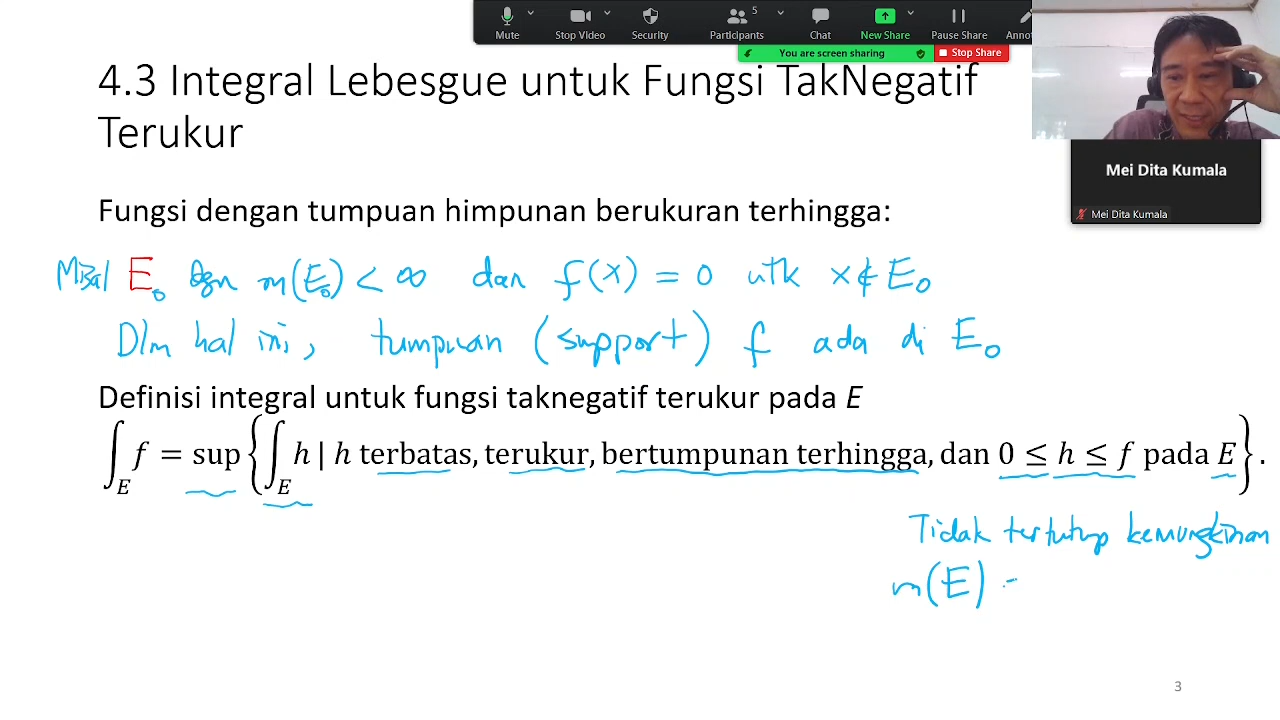 Mute
Stop Video
Security
5
Participants
Chat
New Share
Pause Share
Annot
You are screen sharing
Stop Share
4.3 Integral Lebesgue untuk Fungsi TakNegatif
Terukur
Mei Dita Kumala
Mei Dita Kumala
Fungsi dengan tumpuan himpunan berukuran terhingga:
Misal E₀ dgn m(E₀) < ∞ dan f(x) = 0 utk x ∉ E₀
Dlm hal ini, tumpuan (support) f ada di E₀
Definisi integral untuk fungsi taknegatif terukur pada E
∫_E f = sup {∫_E h | h terbatas, terukur, bertumpunan terhingga, dan 0 ≤ h ≤ f pada E}.
Tidak tertutup kemungkinan
m(E) =
3